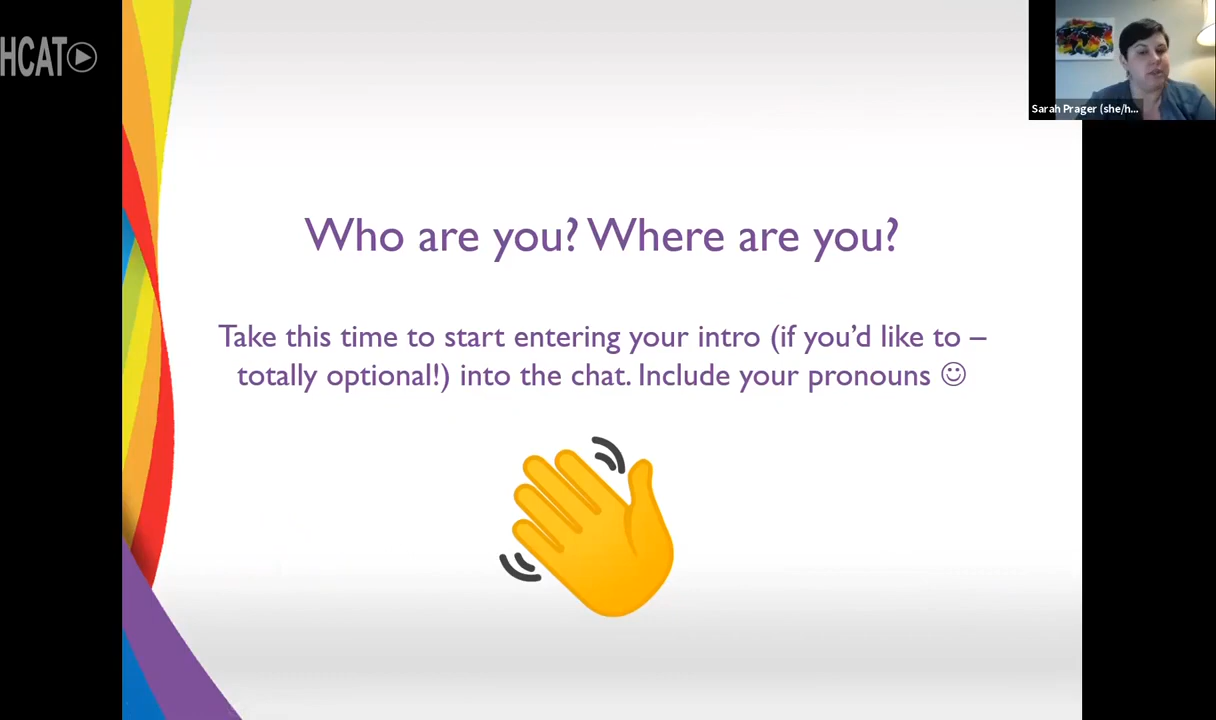 HCAT
Sarah Prager (she/h...
Who are you? Where are you?
Take this time to start entering your intro (if you’d like to –
totally optional!) into the chat. Include your pronouns ☺